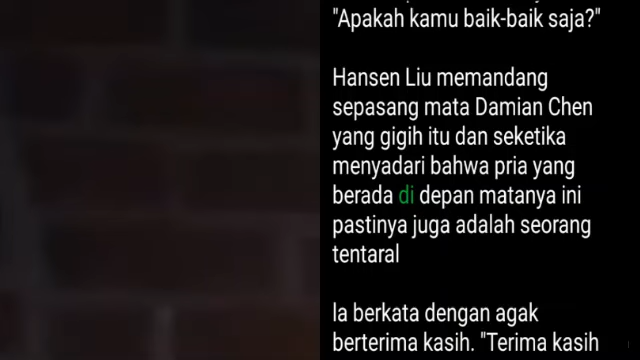 "Apakah kamu baik-baik saja?"
Hansen Liu memandang
sepasang mata Damian Chen
yang gigih itu dan seketika
menyadari bahwa pria yang
berada di depan matanya ini
pastinya juga adalah seorang
tentaral
Ia berkata dengan agak
berterima kasih. "Terima kasih